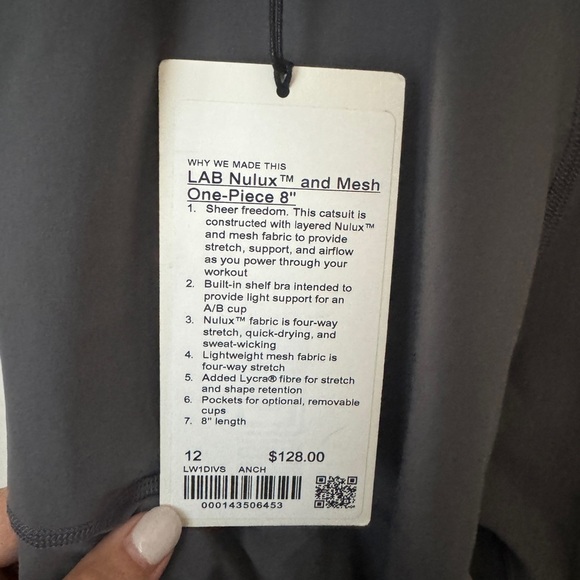 WHY WE MADE THIS
LAB Nulux™ and Mesh
One-Piece 8"
1. Sheer freedom. This catsuit is
constructed with layered Nulux™
and mesh fabric to provide
stretch, support, and airflow
as you power through your
workout
2. Built-in shelf bra intended to
provide light support for an
A/B cup
3. Nulux™ fabric is four-way
stretch, quick-drying, and
sweat-wicking
4. Lightweight mesh fabric is
four-way stretch
5. Added Lycra® fibre for stretch
and shape retention
6. Pockets for optional, removable
cups
7. 8" length
12 $128.00
LW1DIVS ANCH
000143506453